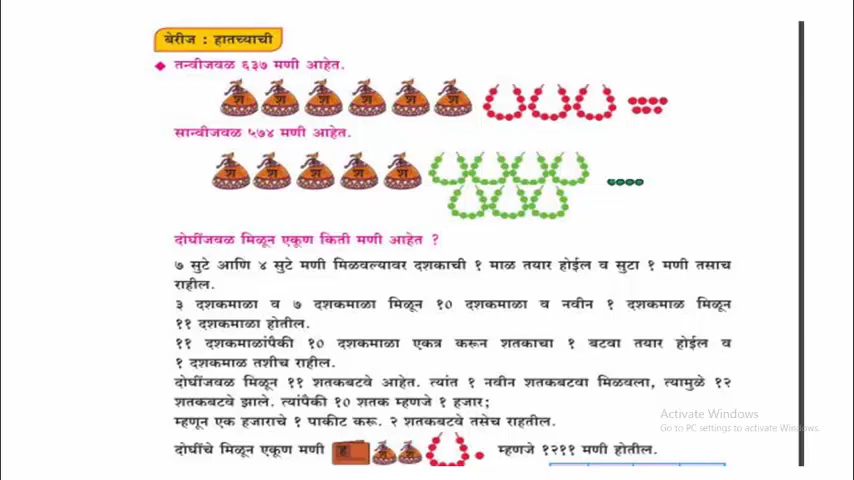 बेरीज : हातच्याची
तन्वीजवळ ६३७ मणी आहेत.
श श श श श श
सान्वीजवळ ५७४ मणी आहेत.
श श श श श
दोघींजवळ मिळून एकूण किती मणी आहेत ?
७ सुटे आणि ४ सुटे मणी मिळवल्यावर दशकाची १ माळ तयार होईल व सुटा १ मणी तसाच
राहील.
३ दशकमाळा व ७ दशकमाळा मिळून १० दशकमाळा व नवीन १ दशकमाळ मिळून
११ दशकमाळा होतील.
११ दशकमाळांपैकी १० दशकमाळा एकत्र करून शतकाचा १ बटवा तयार होईल व
१ दशकमाळ तशीच राहील.
दोघींजवळ मिळून ११ शतकबटवे आहेत. त्यांत १ नवीन शतकबटवा मिळवला, त्यामुळे १२
शतकबटवे झाले. त्यांपैकी १० शतक म्हणजे १ हजार;
म्हणून एक हजाराचे १ पाकीट करू. २ शतकबटवे तसेच राहतील.
दोघींचे मिळून एकूण मणी ह श श म्हणजे १२११ मणी होतील.
Activate Windows
Go to PC settings to activate Windows.